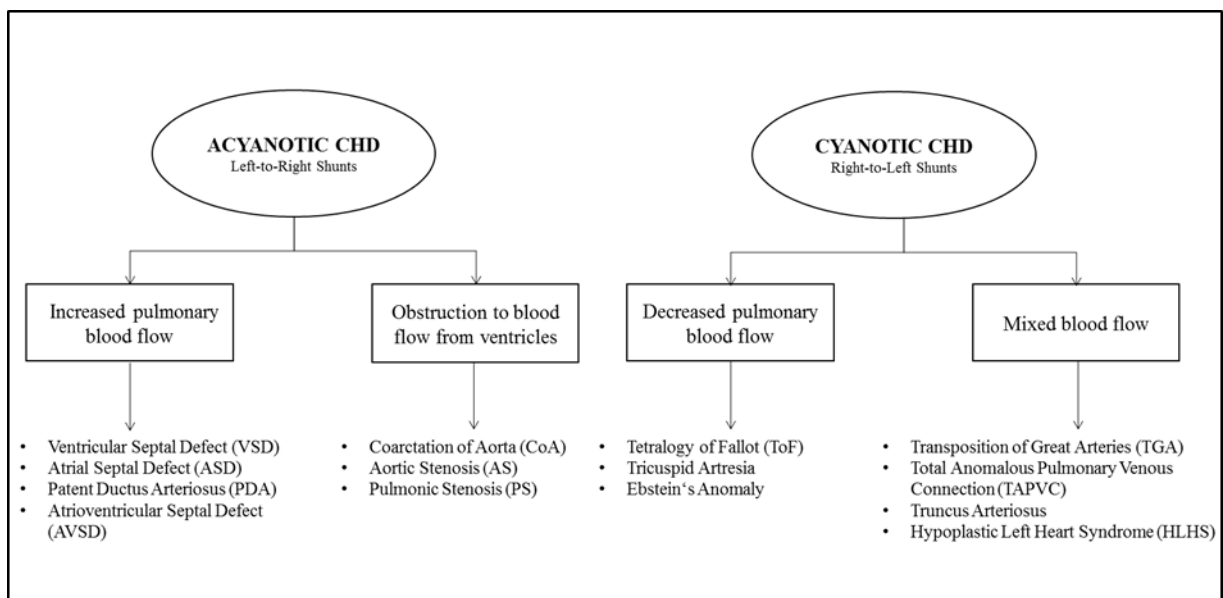 ACYANOTIC CHD
Left-to-Right Shunts
CYANOTIC CHD
Right-to-Left Shunts
Increased pulmonary
blood flow
Obstruction to blood
flow from ventricles
Decreased pulmonary
blood flow
Mixed blood flow
• Ventricular Septal Defect (VSD)
• Atrial Septal Defect (ASD)
• Patent Ductus Arteriosus (PDA)
• Atrioventricular Septal Defect
(AVSD)
• Coarctation of Aorta (CoA)
• Aortic Stenosis (AS)
• Pulmonic Stenosis (PS)
• Tetralogy of Fallot (ToF)
• Tricuspid Artresia
• Ebstein‘s Anomaly
• Transposition of Great Arteries (TGA)
• Total Anomalous Pulmonary Venous
Connection (TAPVC)
• Truncus Arteriosus
• Hypoplastic Left Heart Syndrome (HLHS)